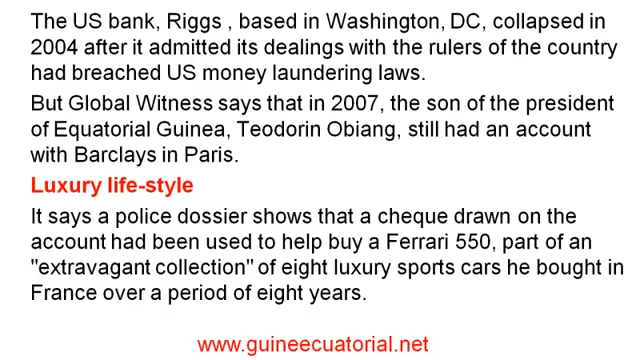 The US bank, Riggs , based in Washington, DC, collapsed in
2004 after it admitted its dealings with the rulers of the country
had breached US money laundering laws.
But Global Witness says that in 2007, the son of the president
of Equatorial Guinea, Teodorin Obiang, still had an account
with Barclays in Paris.
Luxury life-style
It says a police dossier shows that a cheque drawn on the
account had been used to help buy a Ferrari 550, part of an
"extravagant collection" of eight luxury sports cars he bought in
France over a period of eight years.
www.guineecuatorial.net